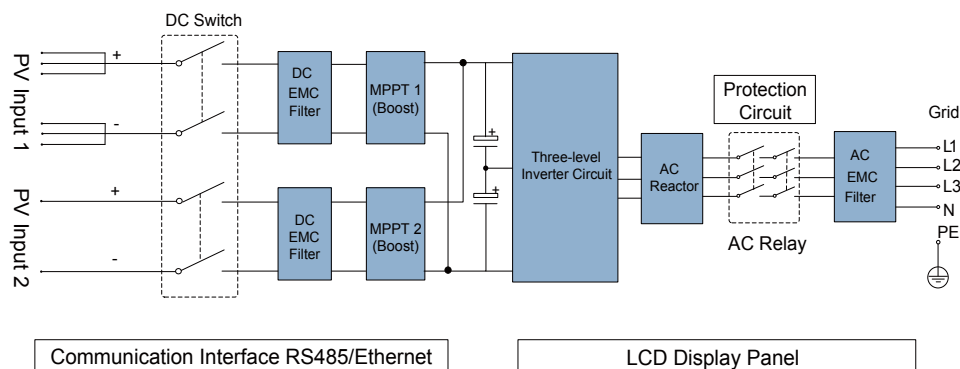 DC Switch
PV Input 1
+
-
PV Input 2
+
-
DC
EMC
Filter
MPPT 1
(Boost)
DC
EMC
Filter
MPPT 2
(Boost)
+
+
Three-level
Inverter Circuit
AC
Reactor
Protection
Circuit
AC Relay
AC
EMC
Filter
Grid
L1
L2
L3
N
PE
Communication Interface RS485/Ethernet
LCD Display Panel